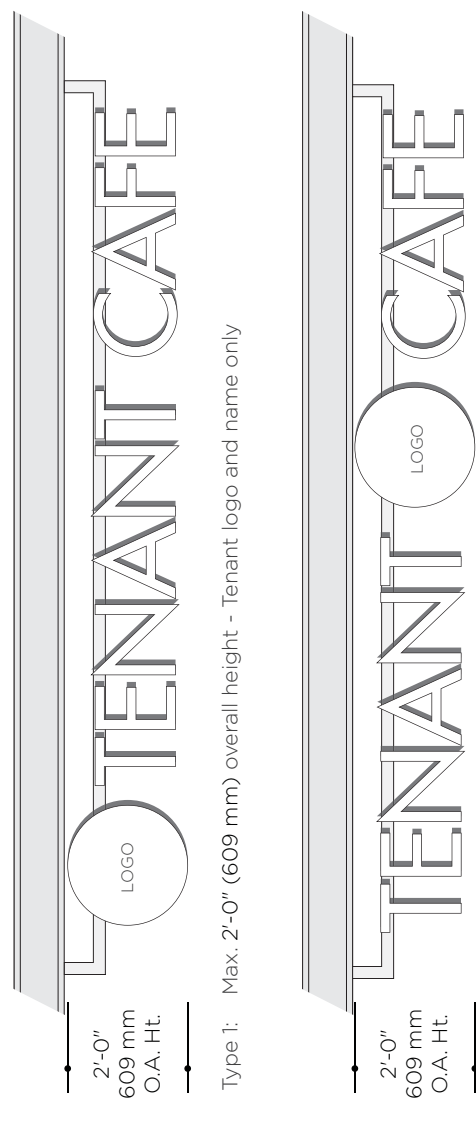 2'-0"
609 mm
O.A. Ht.
LOGO
TENANT CAFE
Type 1: Max. 2'-0" (609 mm) overall height - Tenant logo and name only
2'-0"
609 mm
O.A. Ht.
TENANT LOGO CAFE